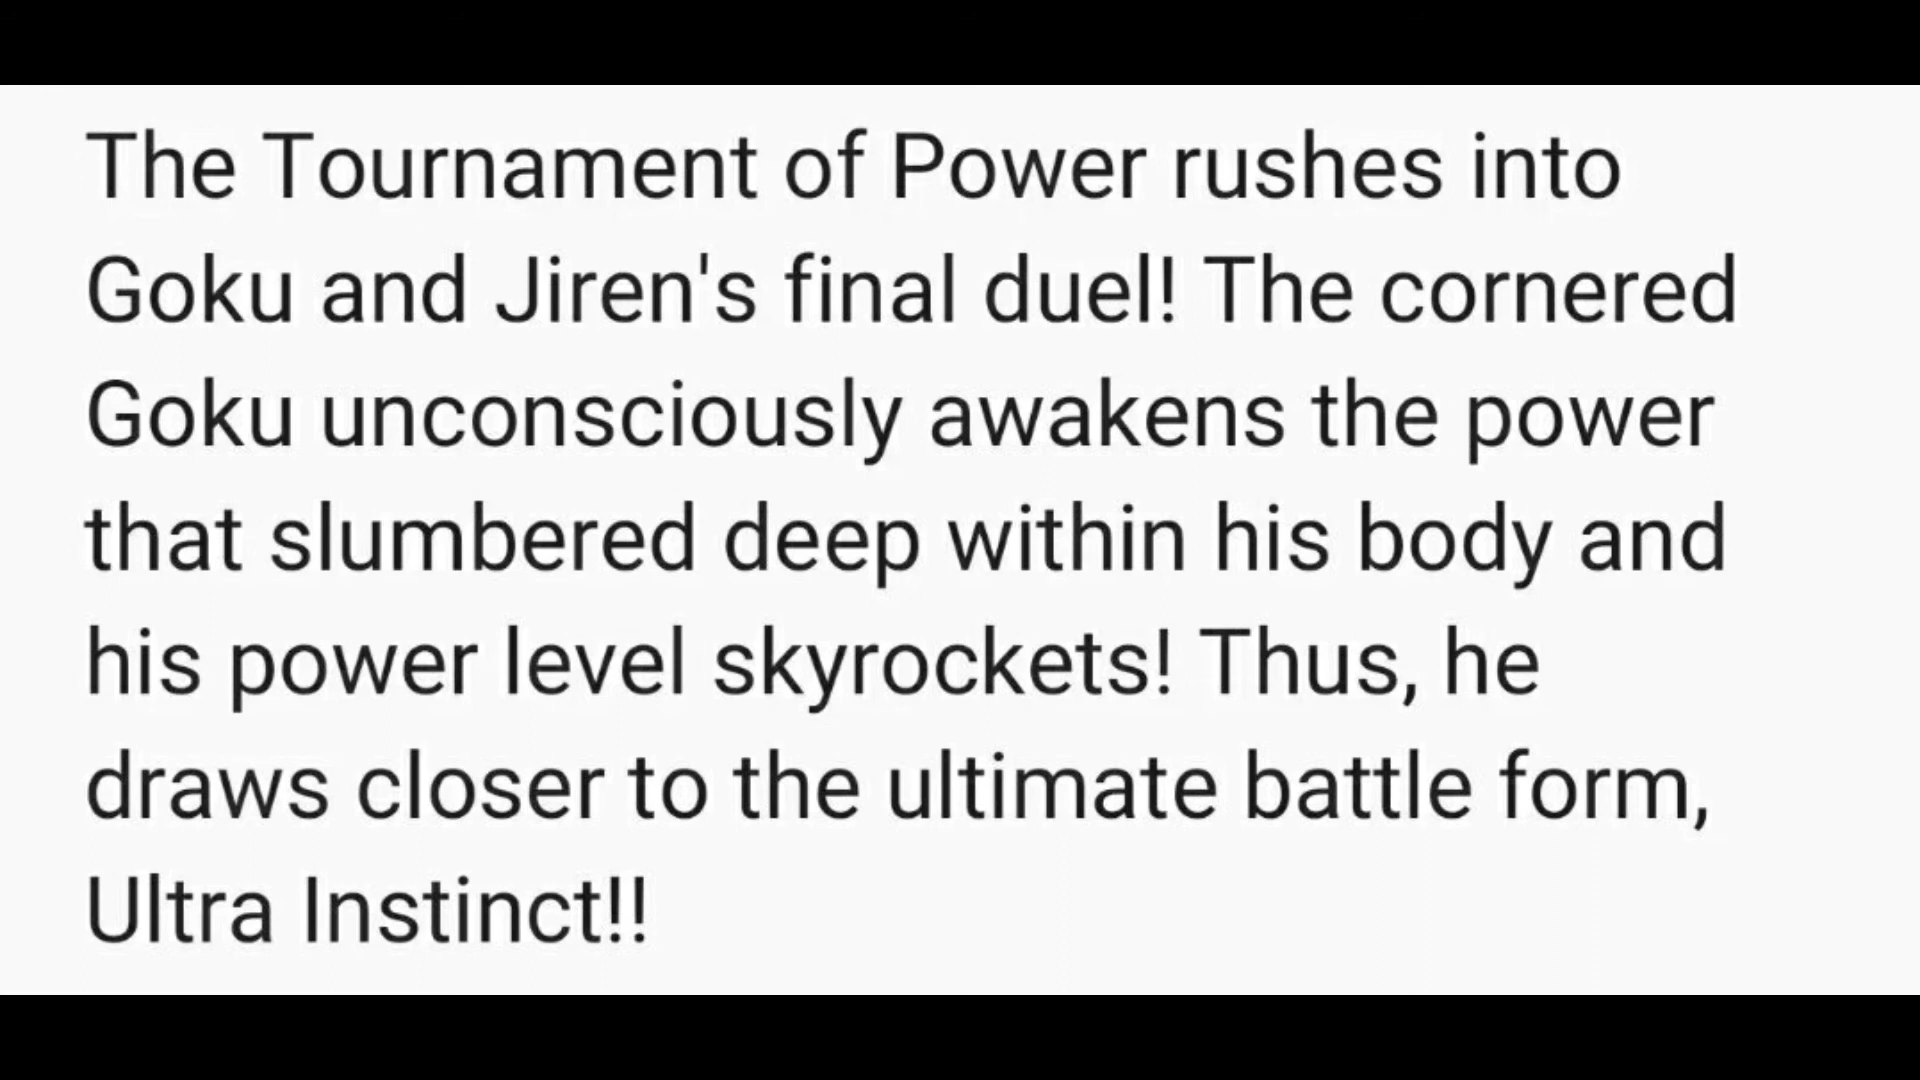 The Tournament of Power rushes into
Goku and Jiren's final duel! The cornered
Goku unconsciously awakens the power
that slumbered deep within his body and
his power level skyrockets! Thus, he
draws closer to the ultimate battle form,
Ultra Instinct!!